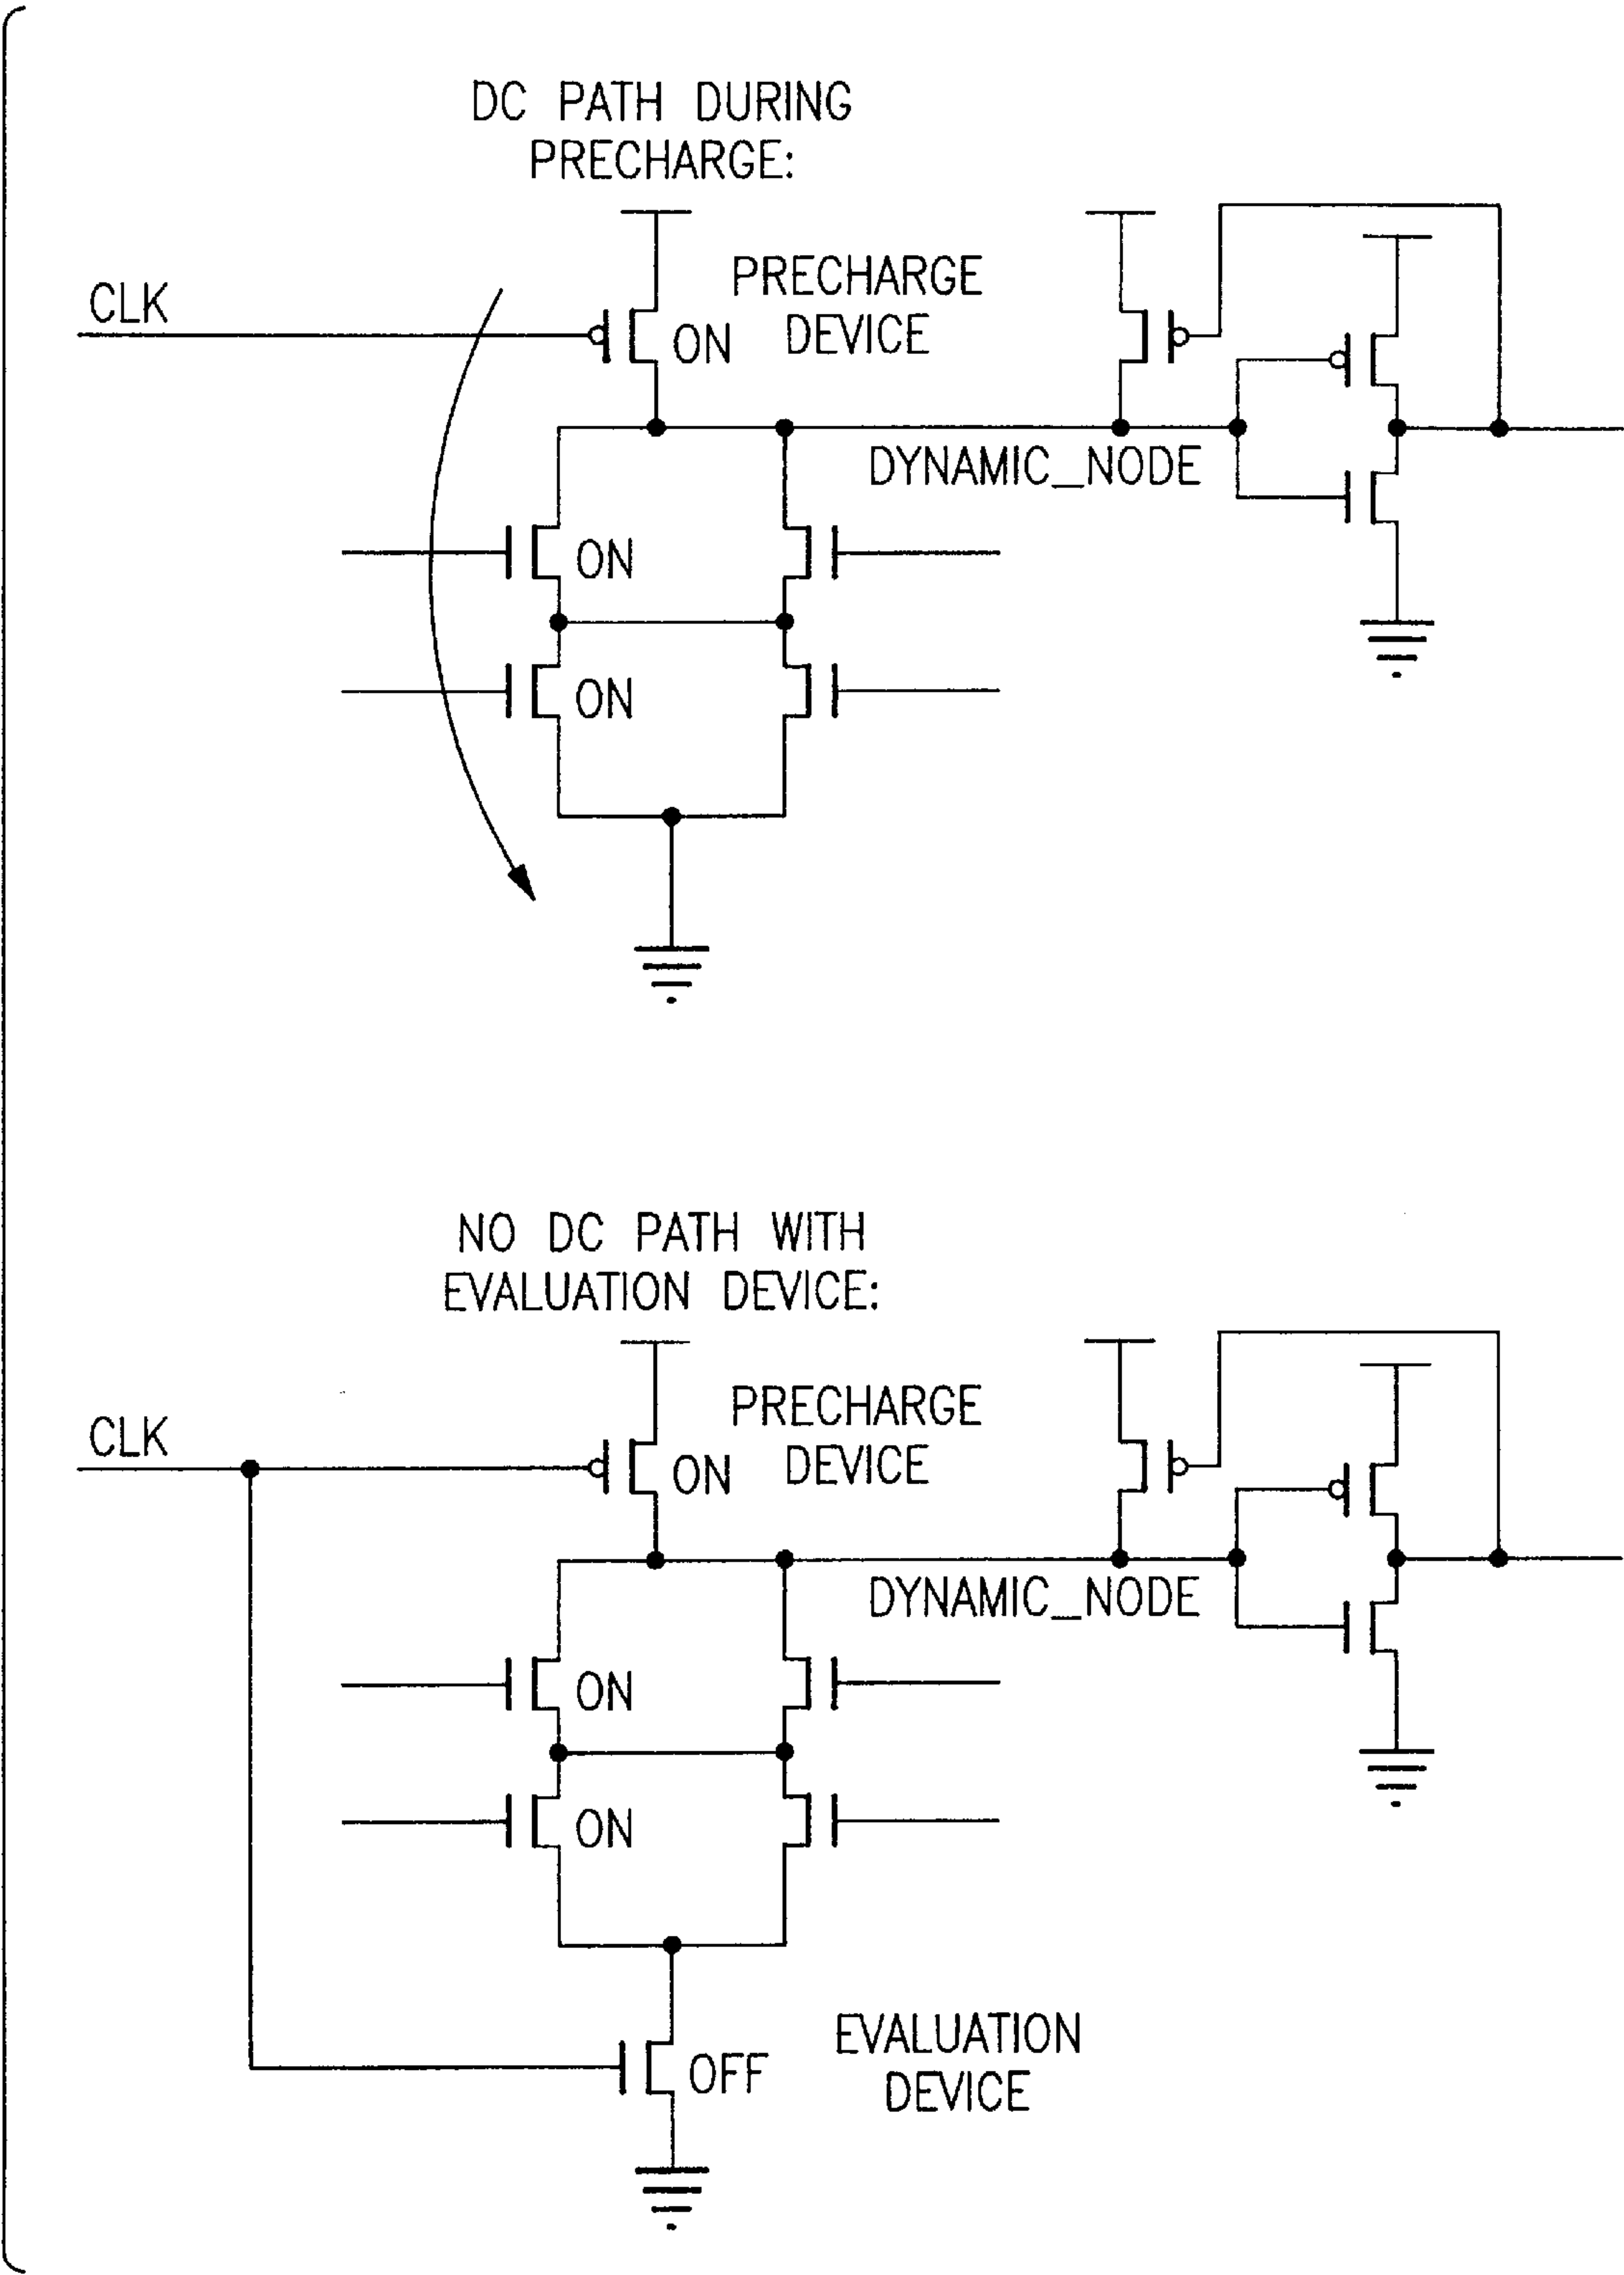 DC PATH DURING
PRECHARGE:
CLK
PRECHARGE
DEVICE
ON
DYNAMIC_NODE
ON
ON
NO DC PATH WITH
EVALUATION DEVICE:
CLK
PRECHARGE
DEVICE
ON
DYNAMIC_NODE
ON
ON
OFF
EVALUATION
DEVICE